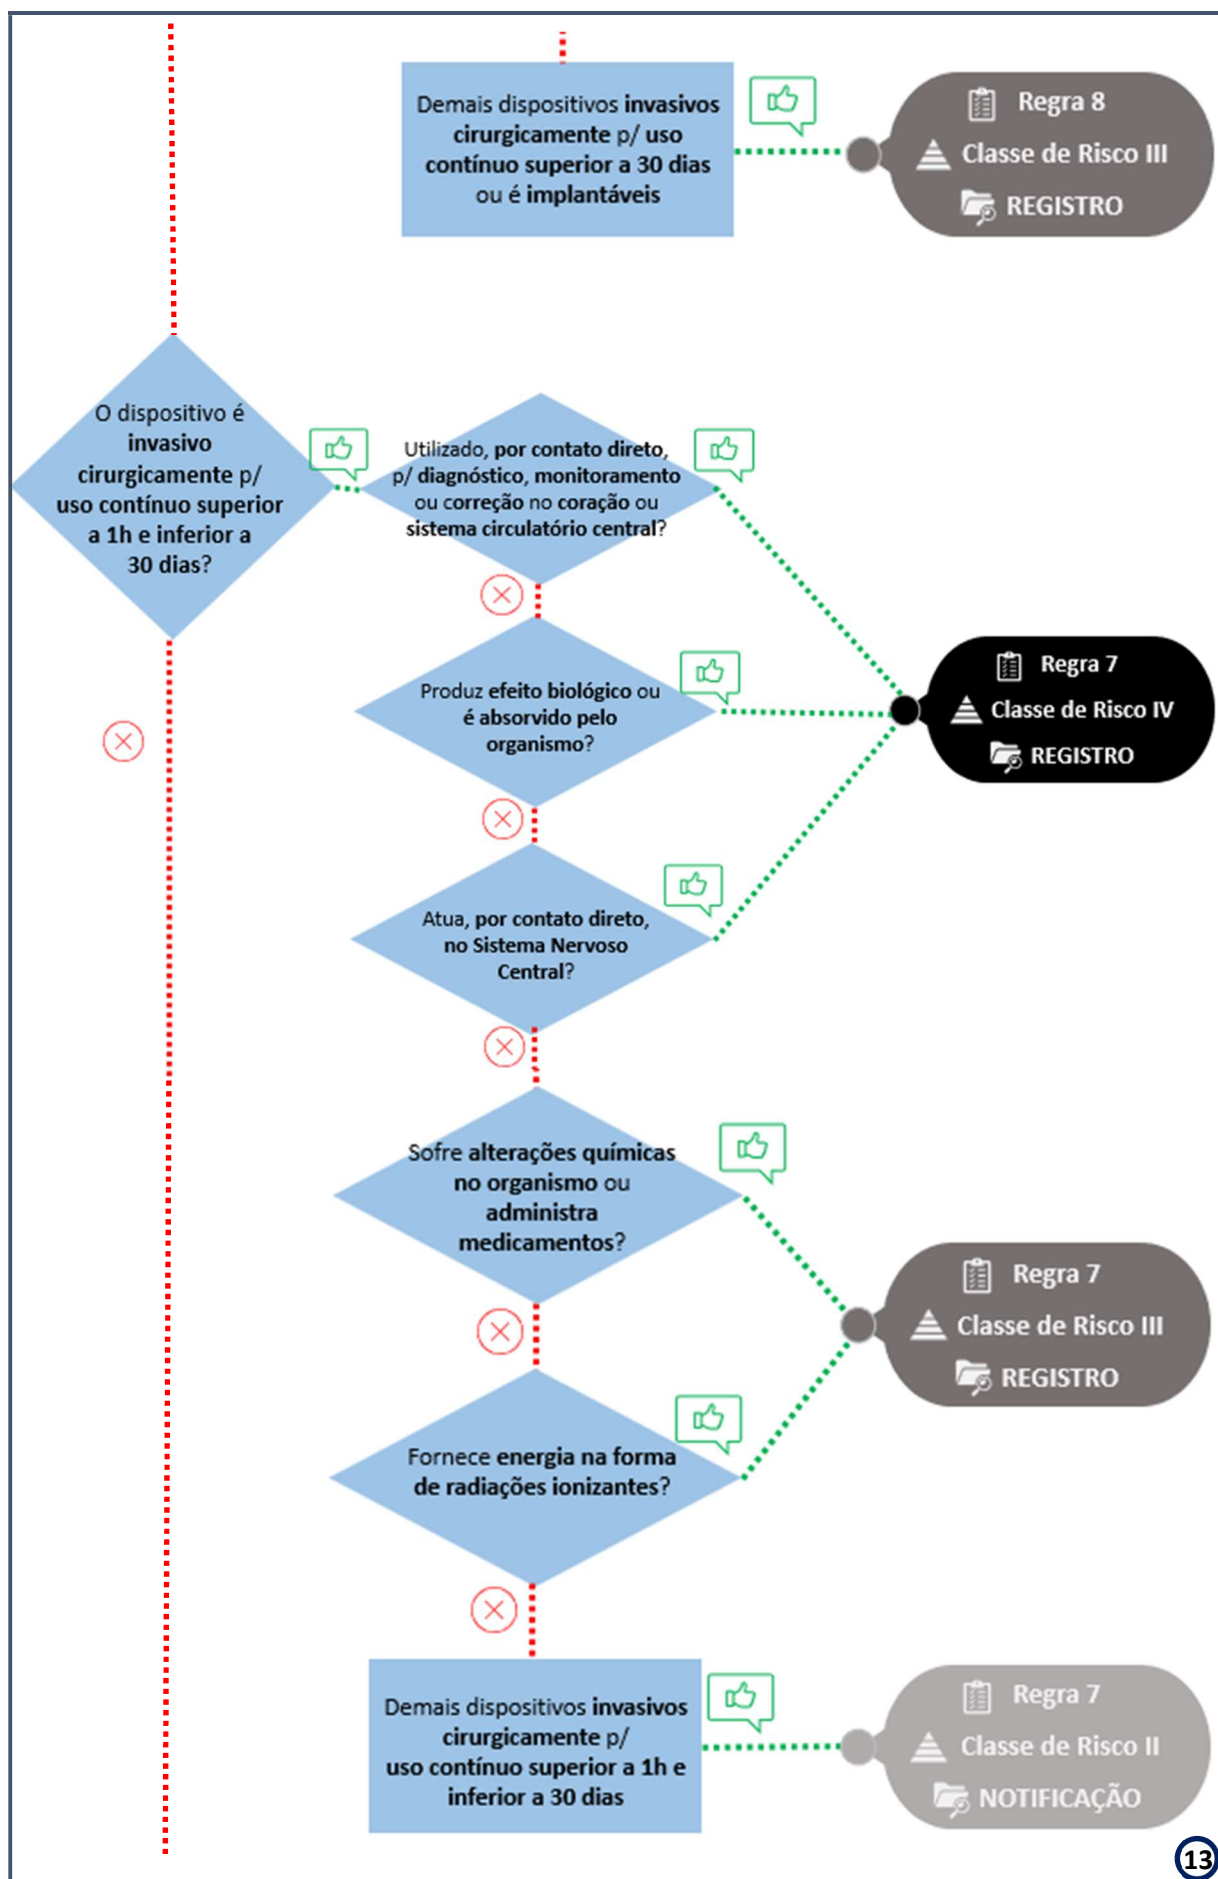 Demais dispositivos invasivos
cirurgicamente p/ uso
contínuo superior a 30 dias
ou é implantáveis
Regra 8
Classe de Risco III
REGISTRO
O dispositivo é
invasivo
cirurgicamente p/
uso contínuo superior
a 1h e inferior a
30 dias?
Utilizado, por contato direto,
p/ diagnóstico, monitoramento
ou correção no coração ou
sistema circulatório central?
Produz efeito biológico ou
é absorvido pelo
organismo?
Regra 7
Classe de Risco IV
REGISTRO
Atua, por contato direto,
no Sistema Nervoso
Central?
Sofre alterações químicas
no organismo ou
administra
medicamentos?
Regra 7
Classe de Risco III
REGISTRO
Fornece energia na forma
de radiações ionizantes?
Demais dispositivos invasivos
cirurgicamente p/
uso contínuo superior a 1h e
inferior a 30 dias
Regra 7
Classe de Risco II
NOTIFICAÇÃO
13